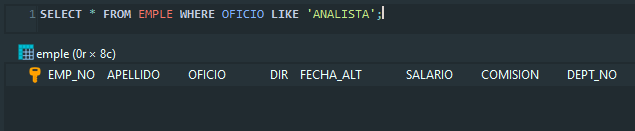 1 SELECT * FROM EMPLE WHERE OFICIO LIKE 'ANALISTA';
emple (0r × 8c)
EMP_NO APELLIDO OFICIO DIR FECHA_ALT SALARIO COMISION DEPT_NO